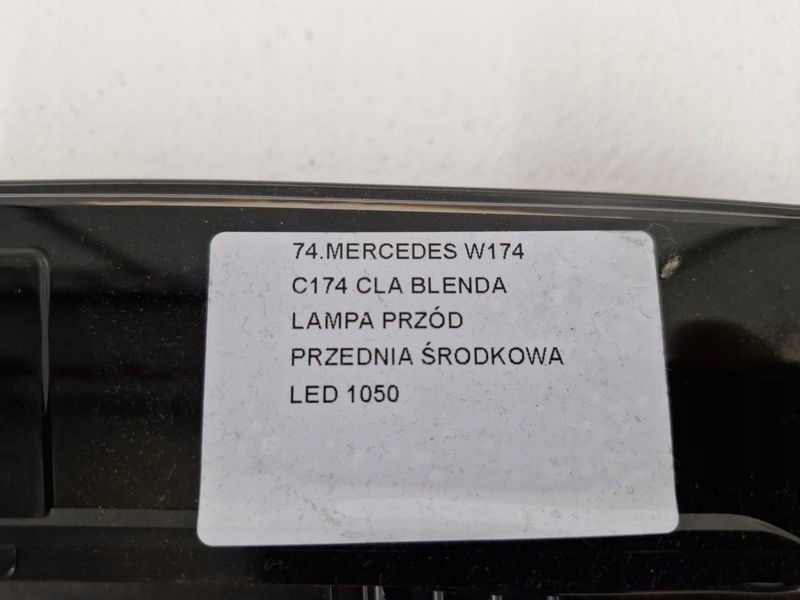 74.MERCEDES W174
C174 CLA BLENDA
LAMPA PRZÓD
PRZEDNIA ŚRODKOWA
LED 1050